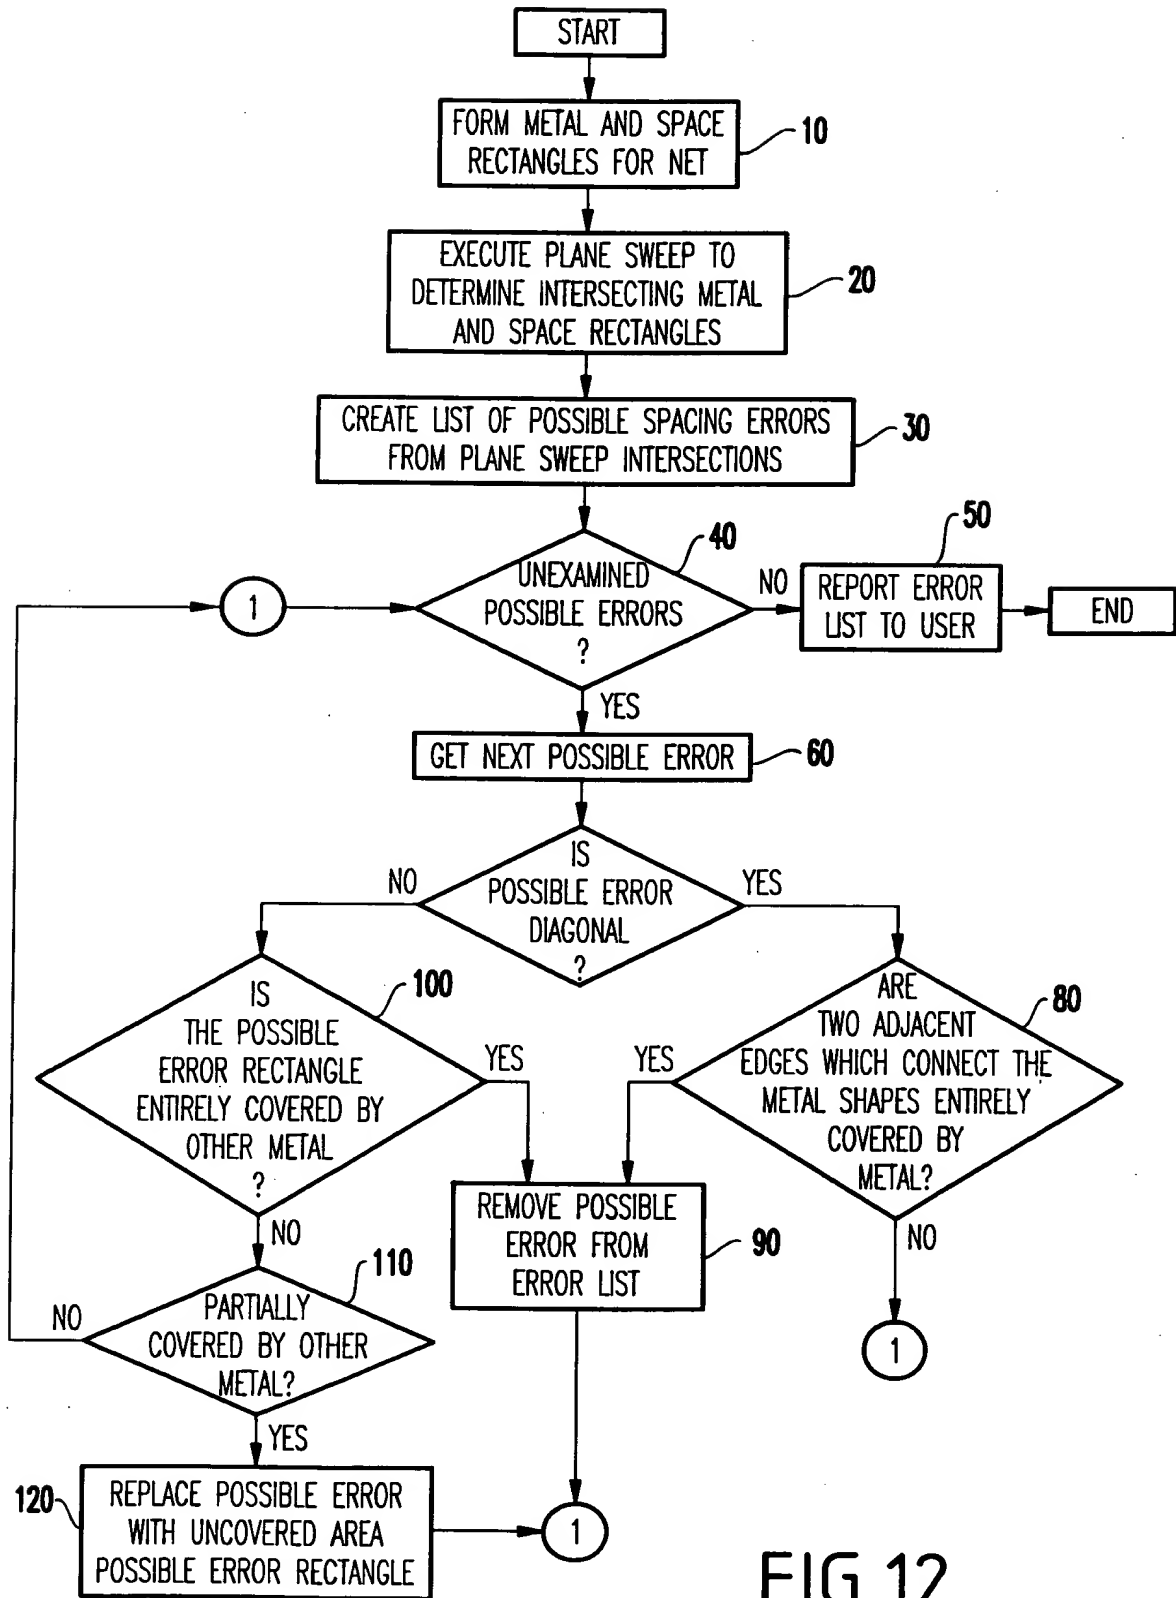 START
FORM METAL AND SPACE
RECTANGLES FOR NET
10
EXECUTE PLANE SWEEP TO
DETERMINE INTERSECTING METAL
AND SPACE RECTANGLES
20
CREATE LIST OF POSSIBLE SPACING ERRORS
FROM PLANE SWEEP INTERSECTIONS
30
1
UNEXAMINED
POSSIBLE ERRORS
?
40
NO
REPORT ERROR
LIST TO USER
50
END
YES
GET NEXT POSSIBLE ERROR
60
IS
POSSIBLE ERROR
DIAGONAL
?
NO
YES
IS
THE POSSIBLE
ERROR RECTANGLE
ENTIRELY COVERED BY
OTHER METAL
?
100
YES
ARE
TWO ADJACENT
EDGES WHICH CONNECT THE
METAL SHAPES ENTIRELY
COVERED BY
METAL?
80
YES
NO
REMOVE POSSIBLE
ERROR FROM
ERROR LIST
90
NO
1
PARTIALLY
COVERED BY OTHER
METAL?
110
NO
YES
120
REPLACE POSSIBLE ERROR
WITH UNCOVERED AREA
POSSIBLE ERROR RECTANGLE
1
FIG.12